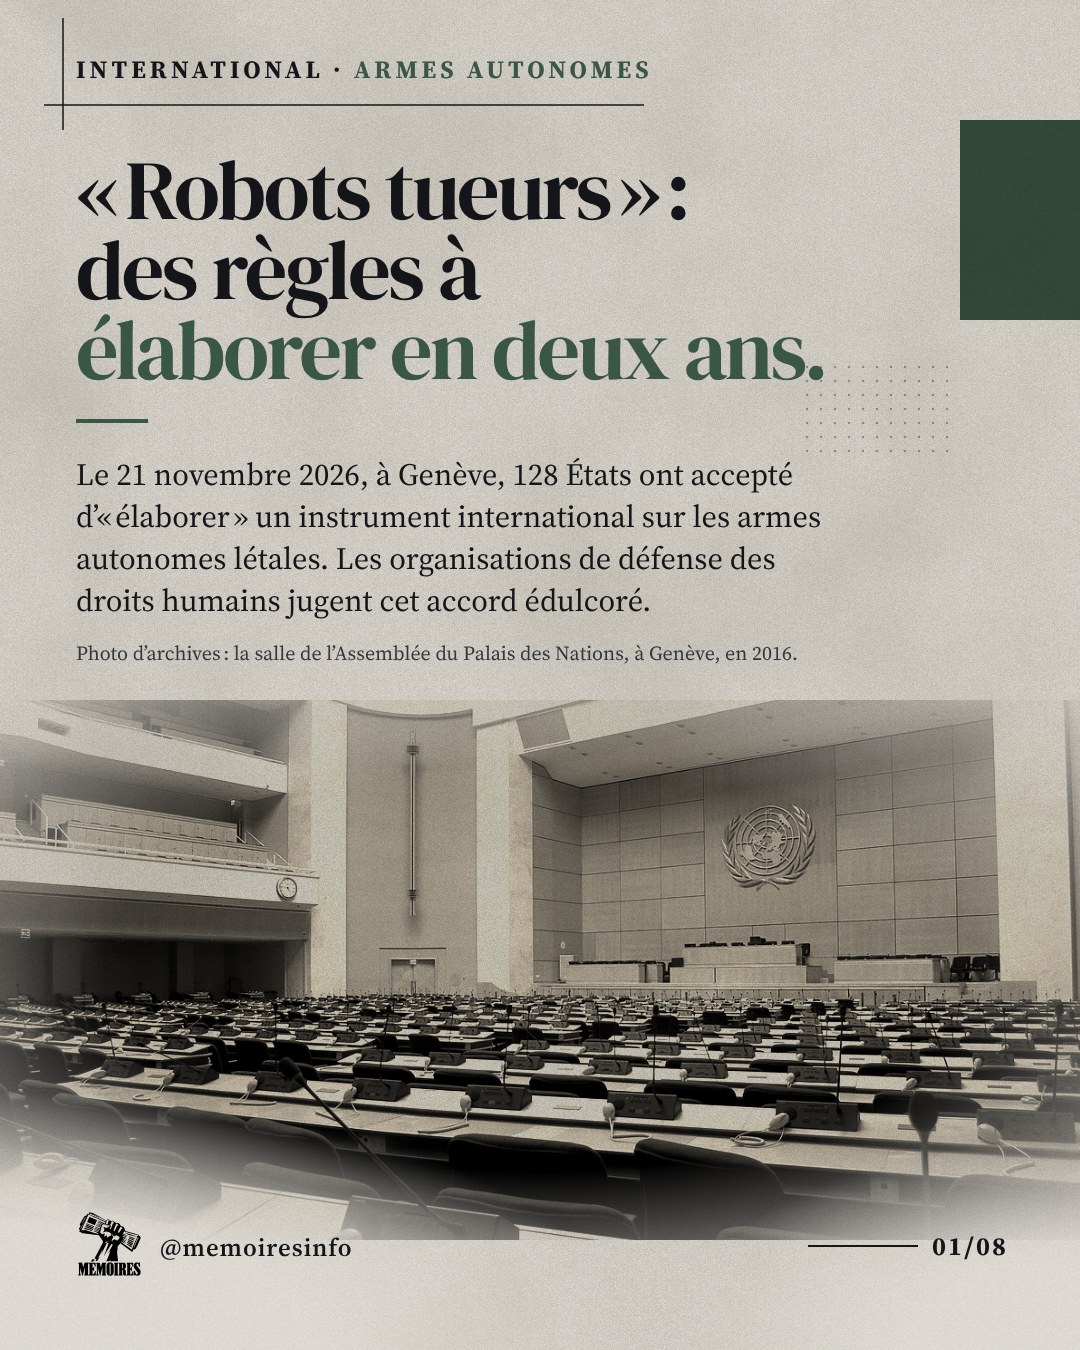 INTERNATIONAL · ARMES AUTONOMES
« Robots tueurs » :
des règles à
élaborer en deux ans.
Le 21 novembre 2026, à Genève, 128 États ont accepté
d’« élaborer » un instrument international sur les armes
autonomes létales. Les organisations de défense des
droits humains jugent cet accord édulcoré.
Photo d’archives : la salle de l’Assemblée du Palais des Nations, à Genève, en 2016.
MÉMOIRES
@memoiresinfo
01/08